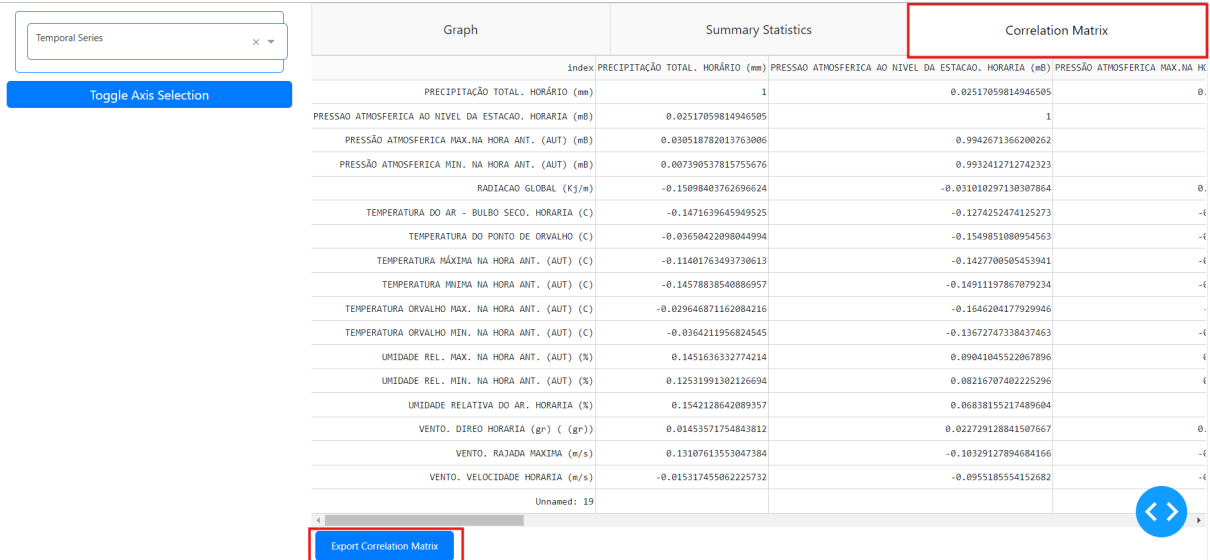 Temporal Series
Toggle Axis Selection
Graph Summary Statistics Correlation Matrix
index PRECIPITAÇÃO TOTAL. HORÁRIO (mm) PRESSAO ATMOSFERICA AO NIVEL DA ESTACAO. HORARIA (mB) PRESSÃO ATMOSFERICA MAX.NA
PRECIPITAÇÃO TOTAL. HORÁRIO (mm) 1 0.02517059814946505 0.
PRESSAO ATMOSFERICA AO NIVEL DA ESTACAO. HORARIA (mB) 0.02517059814946505 1
PRESSÃO ATMOSFERICA MAX.NA HORA ANT. (AUT) (mB) 0.030518782013763006 0.9942671366200262
PRESSÃO ATMOSFERICA MIN. NA HORA ANT. (AUT) (mB) 0.007390537815755676 0.9932412712742323
RADIACAO GLOBAL (Kj/m) -0.15098403762696624 -0.031010297130307864 0.
TEMPERATURA DO AR - BULBO SECO. HORARIA (C) -0.1471639645949525 -0.1274252474125273
TEMPERATURA DO PONTO DE ORVALHO (C) -0.03650422098044994 -0.1549851080954563
TEMPERATURA MÁXIMA NA HORA ANT. (AUT) (C) -0.11401763493730613 -0.1427700505453941
TEMPERATURA MNIMA NA HORA ANT. (AUT) (C) -0.14578838540886957 -0.14911197867079234
TEMPERATURA ORVALHO MAX. NA HORA ANT. (AUT) (C) -0.029646871162084216 -0.1646204177929946
TEMPERATURA ORVALHO MIN. NA HORA ANT. (AUT) (C) -0.0364211956824545 -0.13672747338437463
UMIDADE REL. MAX. NA HORA ANT. (AUT) (%) 0.1451636332774214 0.09041045522067896
UMIDADE REL. MIN. NA HORA ANT. (AUT) (%) 0.12531991302126694 0.08216707402225296
UMIDADE RELATIVA DO AR. HORARIA (%) 0.1542128642089357 0.06838155217489604
VENTO. DIREO HORARIA (gr) ( (gr)) 0.01453571754843812 0.022729128841507667 0.
VENTO. RAJADA MAXIMA (m/s) 0.13107613553047384 -0.10329127894684166
VENTO. VELOCIDADE HORARIA (m/s) -0.015317455062225732 -0.0955185554152682
Unnamed: 19
Export Correlation Matrix